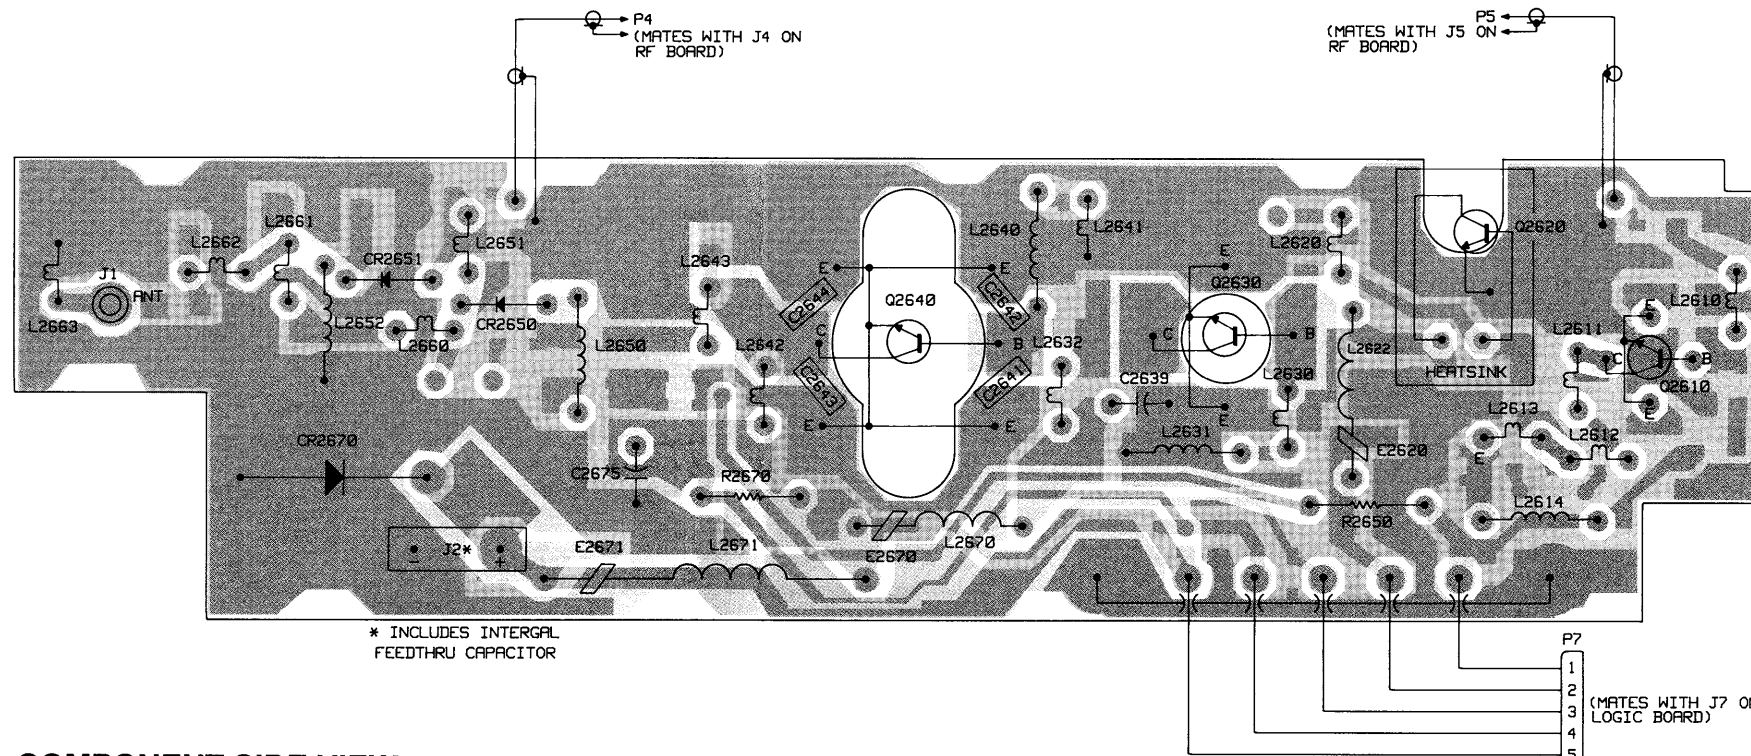 P4
(MATES WITH J4 ON
RF BOARD)
P5
(MATES WITH J5 ON
RF BOARD)
L2661
L2662
CR2651
L2651
J1
ANT
L2663
L2652
L2660
CR2650
L2650
L2643
L2642
C2644
C
C2643
E
E
Q2640
L2640
L2641
E
C2642
B
C2641
E
L2632
C2639
L2631
E
Q2630
C
B
E
L2620
L2630
L2622
E2620
Q2620
HEATSINK
L2610
L2611
E
C
B
Q2610
E
L2613
L2612
E
L2614
R2650
CR2670
C2675
R2670
J2*
-
+
E2671
L2671
E2670
L2670
* INCLUDES INTERGAL
FEEDTHRU CAPACITOR
P7
1
2
3
4
5
(MATES WITH J7 O
LOGIC BOARD)